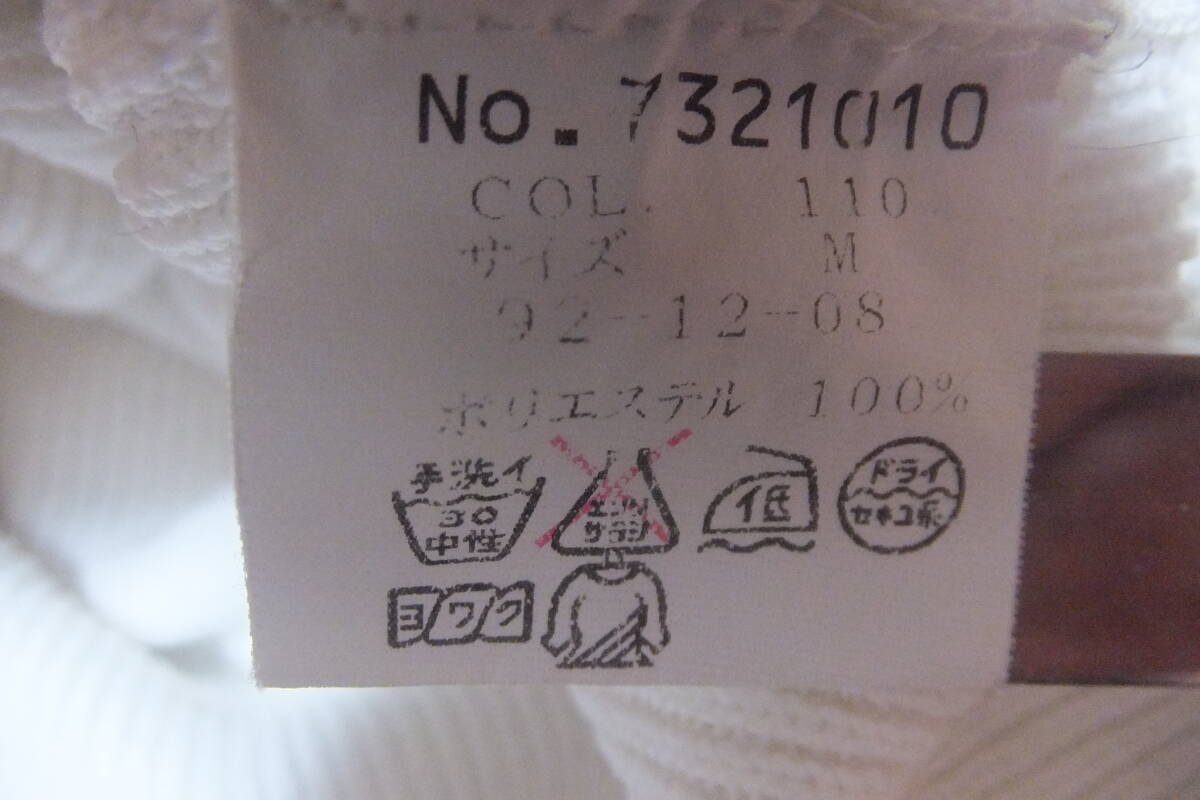 No. 7321010
COL. 110
サイズ M
92-12-08
ポリエステル 100%
手洗イ
30
中性
エンソ
サラシ
低
ドライ
セキユ系
ヨワク